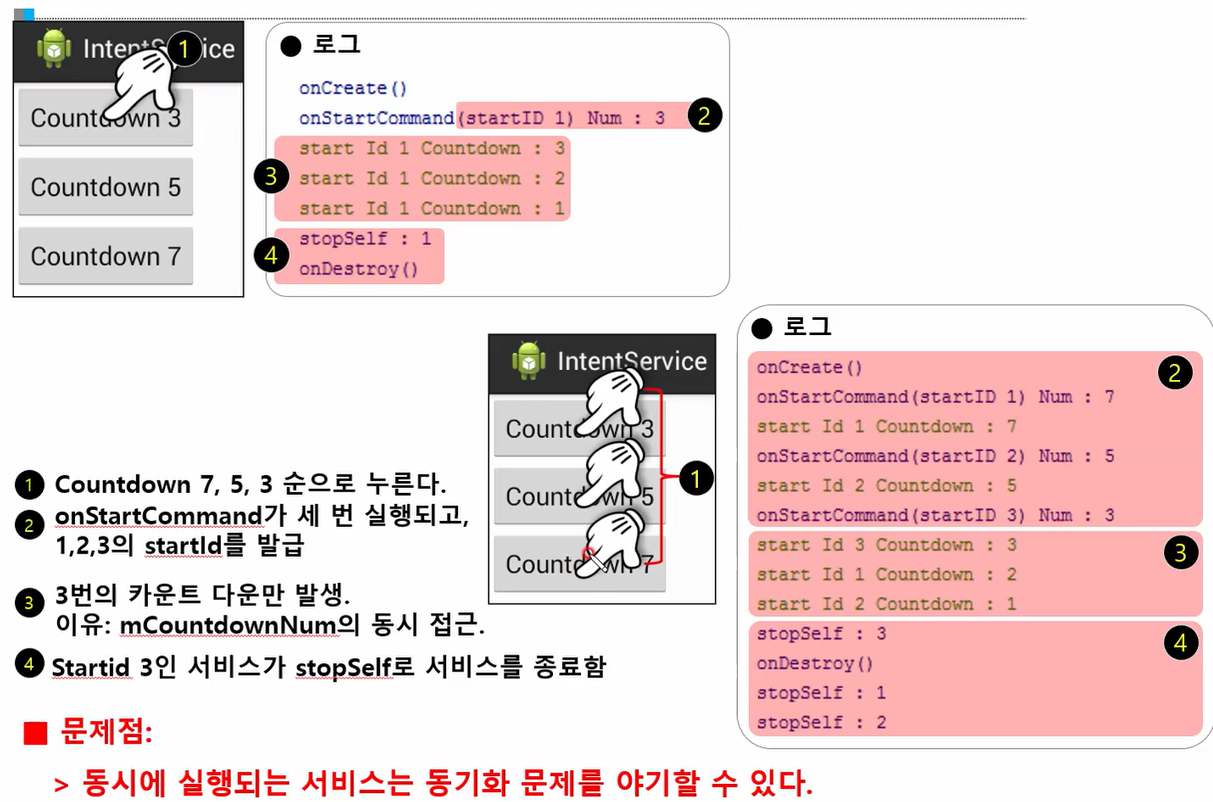 IntentService
1
Countdown 3
Countdown 5
Countdown 7
● 로그
onCreate()
onStartCommand(startID 1) Num : 3
2
start Id 1 Countdown : 3
start Id 1 Countdown : 2
start Id 1 Countdown : 1
3
stopSelf : 1
onDestroy()
4
IntentService
Countdown 3
Countdown 5
Countdown 7
1
● 로그
onCreate()
2
onStartCommand(startID 1) Num : 7
start Id 1 Countdown : 7
onStartCommand(startID 2) Num : 5
start Id 2 Countdown : 5
onStartCommand(startID 3) Num : 3
start Id 3 Countdown : 3
3
start Id 1 Countdown : 2
start Id 2 Countdown : 1
stopSelf : 3
4
onDestroy()
stopSelf : 1
stopSelf : 2
1 Countdown 7, 5, 3 순으로 누른다.
2 onStartCommand가 세 번 실행되고,
1,2,3의 startId를 발급
3 3번의 카운트 다운만 발생.
이유: mCountdownNum의 동시 접근.
4 Startid 3인 서비스가 stopSelf로 서비스를 종료함
■ 문제점:
> 동시에 실행되는 서비스는 동기화 문제를 야기할 수 있다.